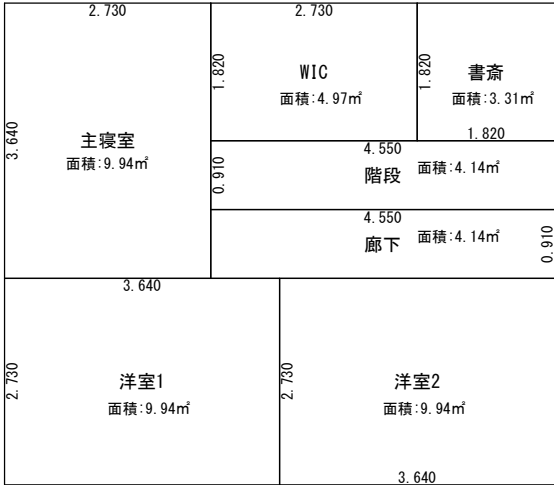 2.730
2.730
3.640
主寝室
面積:9.94㎡
1.820
WIC
面積:4.97㎡
1.820
書斎
面積:3.31㎡
1.820
4.550
0.910
階段
面積:4.14㎡
4.550
廊下
面積:4.14㎡
0.910
3.640
2.730
洋室1
面積:9.94㎡
2.730
洋室2
面積:9.94㎡
3.640